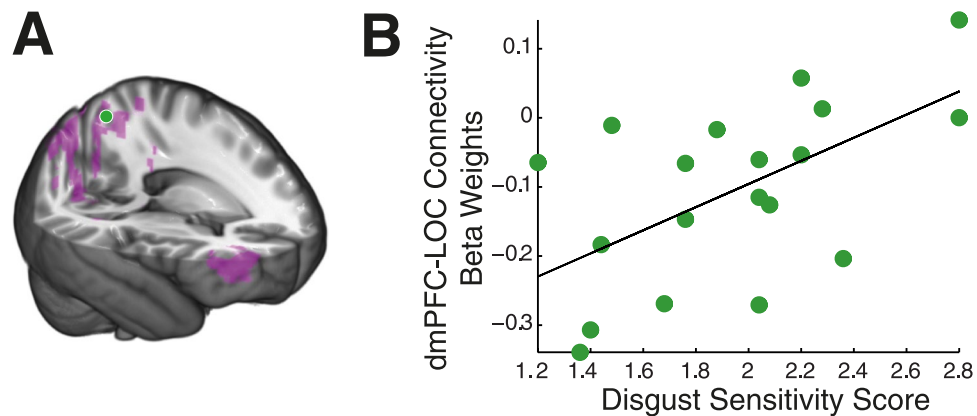 A
B
dmPFC-LOC Connectivity
Beta Weights
0.1
0
−0.1
−0.2
−0.3
1.2 1.4 1.6 1.8 2 2.2 2.4 2.6 2.8
Disgust Sensitivity Score